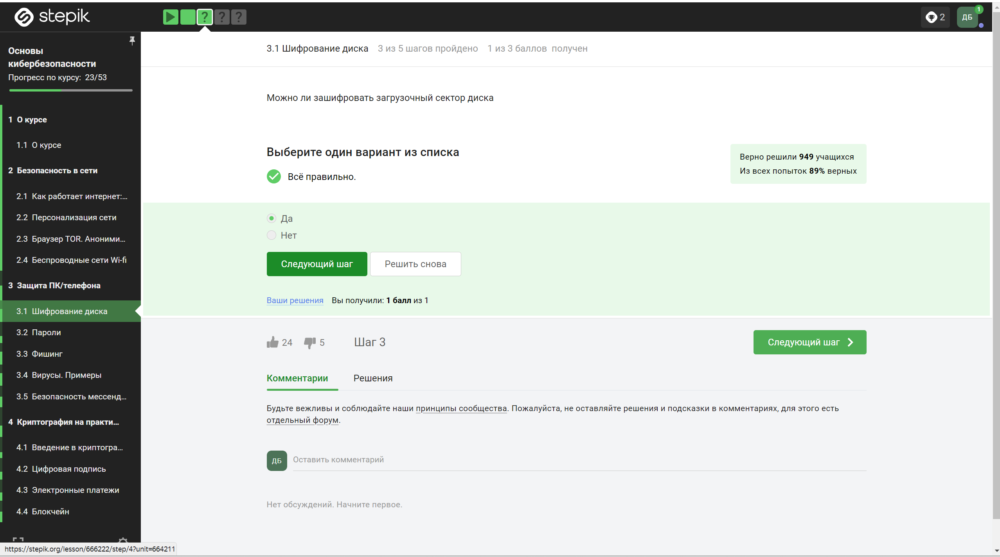 stepik
? ? ?
2
ДБ
1
Основы
кибербезопасности
Прогресс по курсу: 23/53
1 О курсе
1.1 О курсе
2 Безопасность в сети
2.1 Как работает интернет:...
2.2 Персонализация сети
2.3 Браузер TOR. Аноними...
2.4 Беспроводные сети Wi-fi
3 Защита ПК/телефона
3.1 Шифрование диска
3.2 Пароли
3.3 Фишинг
3.4 Вирусы. Примеры
3.5 Безопасность мессенд...
4 Криптография на практи...
4.1 Введение в криптогра...
4.2 Цифровая подпись
4.3 Электронные платежи
4.4 Блокчейн
3.1 Шифрование диска 3 из 5 шагов пройдено 1 из 3 баллов получен
Можно ли зашифровать загрузочный сектор диска
Выберите один вариант из списка
Всё правильно.
Верно решили 949 учащихся
Из всех попыток 89% верных
Да
Нет
Следующий шаг Решить снова
Ваши решения Вы получили: 1 балл из 1
24 5 Шаг 3 Следующий шаг
Комментарии Решения
Будьте вежливы и соблюдайте наши принципы сообщества. Пожалуйста, не оставляйте решения и подсказки в комментариях, для этого есть
отдельный форум.
ДБ Оставить комментарий
Нет обсуждений. Начните первое.
https://stepik.org/lesson/666222/step/4?unit=664211